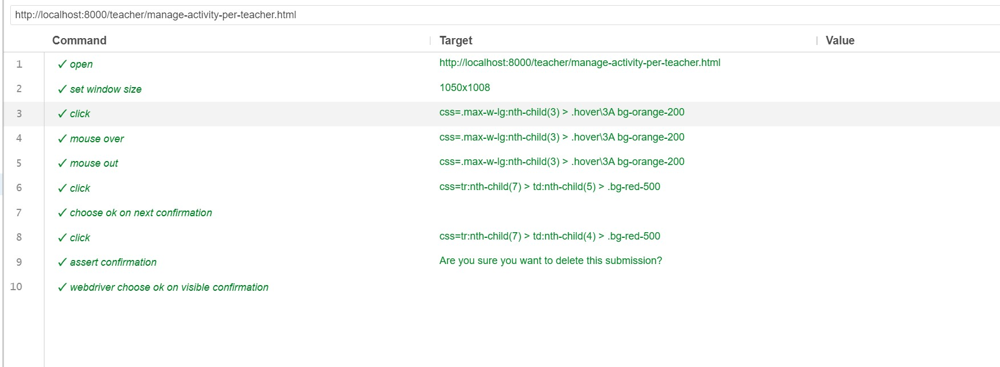 http://localhost:8000/teacher/manage-activity-per-teacher.html
Command Target Value
1 ✓ open http://localhost:8000/teacher/manage-activity-per-teacher.html
2 ✓ set window size 1050x1008
3 ✓ click css=.max-w-lg:nth-child(3) > .hover\3A bg-orange-200
4 ✓ mouse over css=.max-w-lg:nth-child(3) > .hover\3A bg-orange-200
5 ✓ mouse out css=.max-w-lg:nth-child(3) > .hover\3A bg-orange-200
6 ✓ click css=tr:nth-child(7) > td:nth-child(5) > .bg-red-500
7 ✓ choose ok on next confirmation
8 ✓ click css=tr:nth-child(7) > td:nth-child(4) > .bg-red-500
9 ✓ assert confirmation Are you sure you want to delete this submission?
10 ✓ webdriver choose ok on visible confirmation